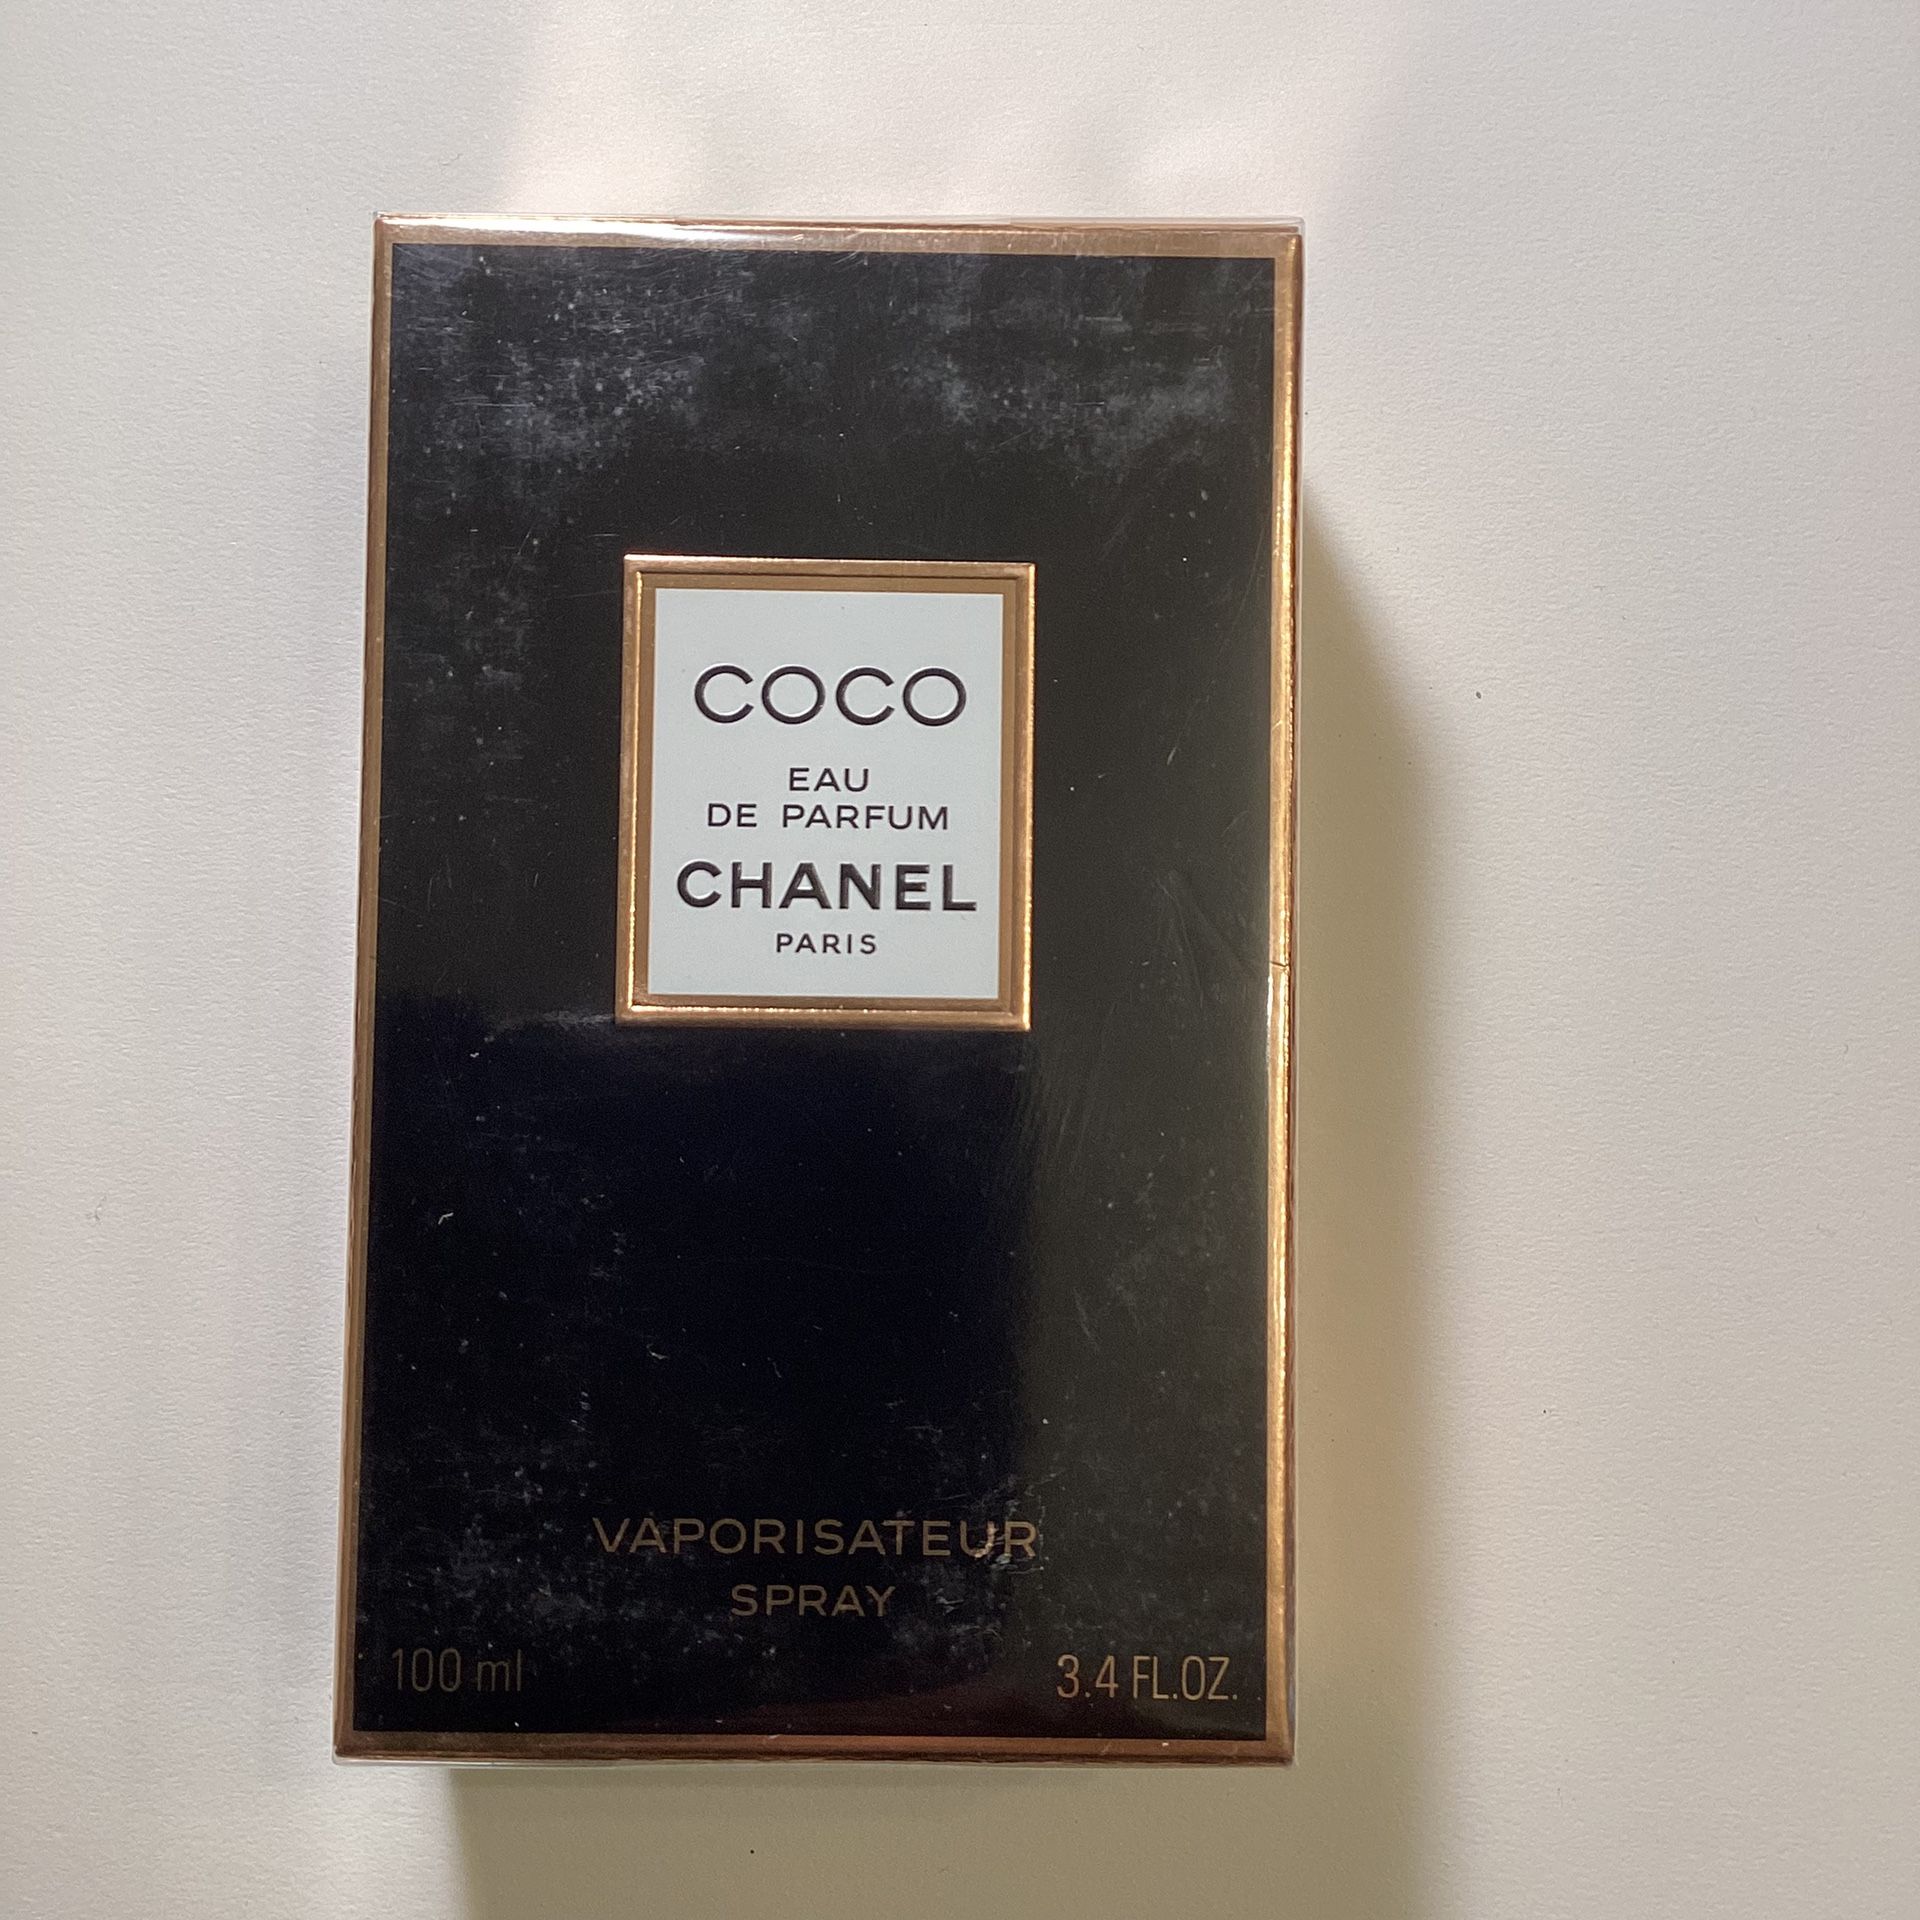 COCO
EAU
DE PARFUM
CHANEL
PARIS
VAPORISATEUR
SPRAY
100 ml 3.4 FL.OZ.